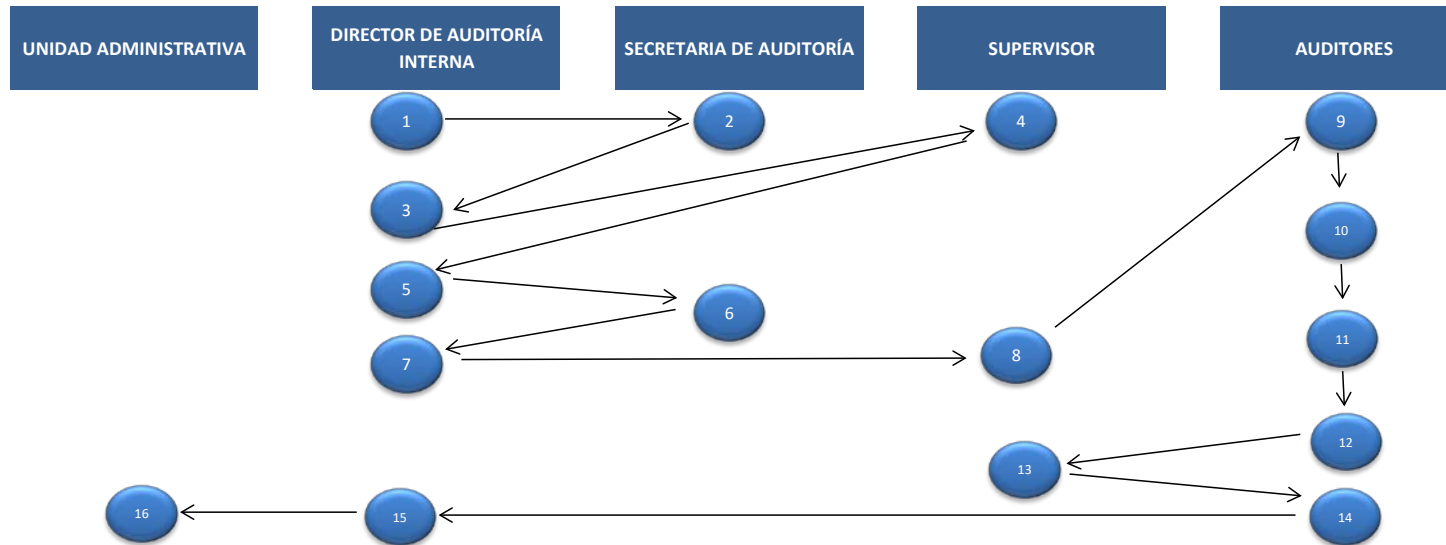 UNIDAD ADMINISTRATIVA
DIRECTOR DE AUDITORÍA
INTERNA
SECRETARIA DE AUDITORÍA
SUPERVISOR
AUDITORES
1
2
4
9
3
10
5
6
11
7
8
12
13
16
15
14